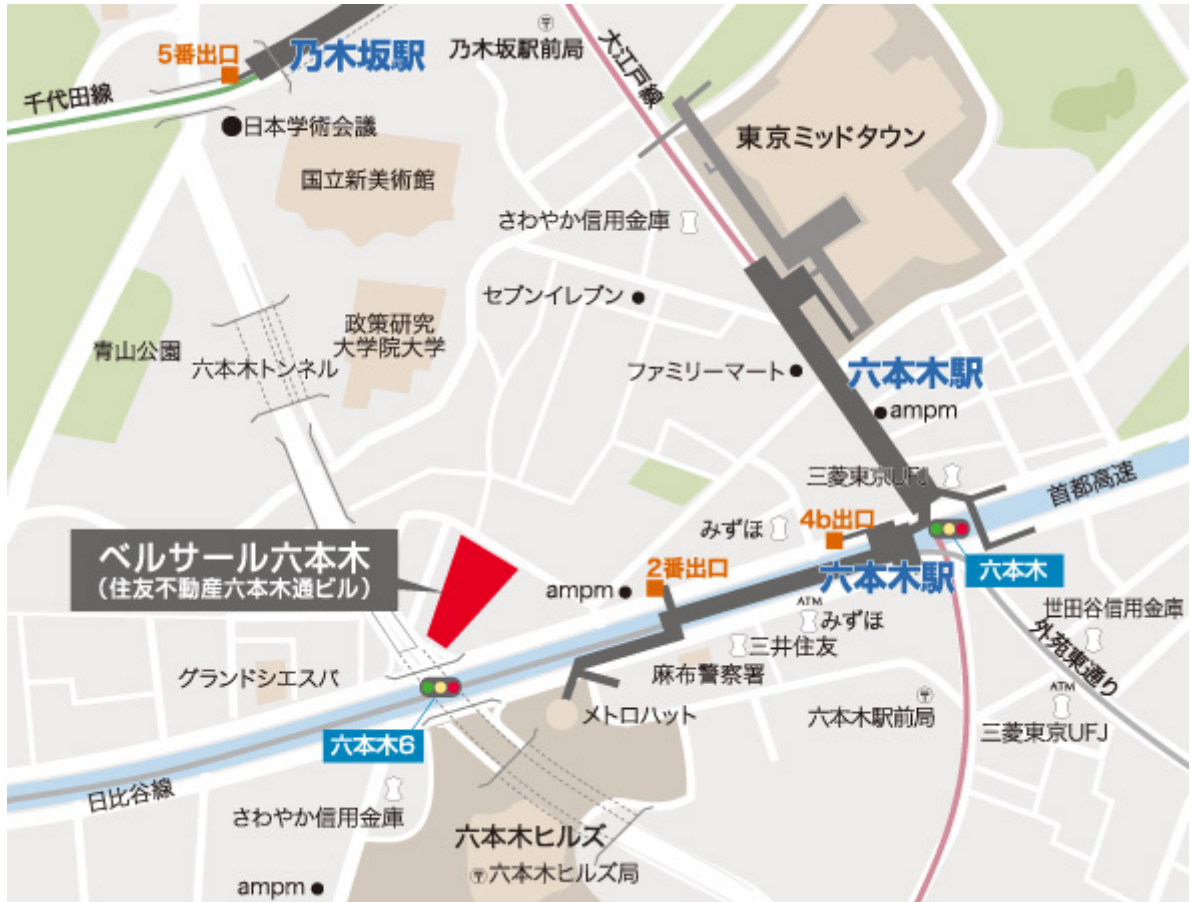 5番出口
乃木坂駅
乃木坂駅前局
大江戸線
千代田線
日本学術会議
東京ミッドタウン
国立新美術館
さわやか信用金庫
セブンイレブン
政策研究
大学院大学
青山公園
六本木トンネル
ファミリーマート
六本木駅
ampm
三菱東京UFJ
首都高速
みずほ
4b出口
ベルサール六本木
(住友不動産六本木通ビル)
ampm
2番出口
六本木駅
六本木
ATM
みずほ
世田谷信用金庫
三井住友
外苑東通り
グランドシエスパ
麻布警察署
ATM
メトロハット
六本木駅前局
三菱東京UFJ
六本木6
日比谷線
さわやか信用金庫
六本木ヒルズ
六本木ヒルズ局
ampm